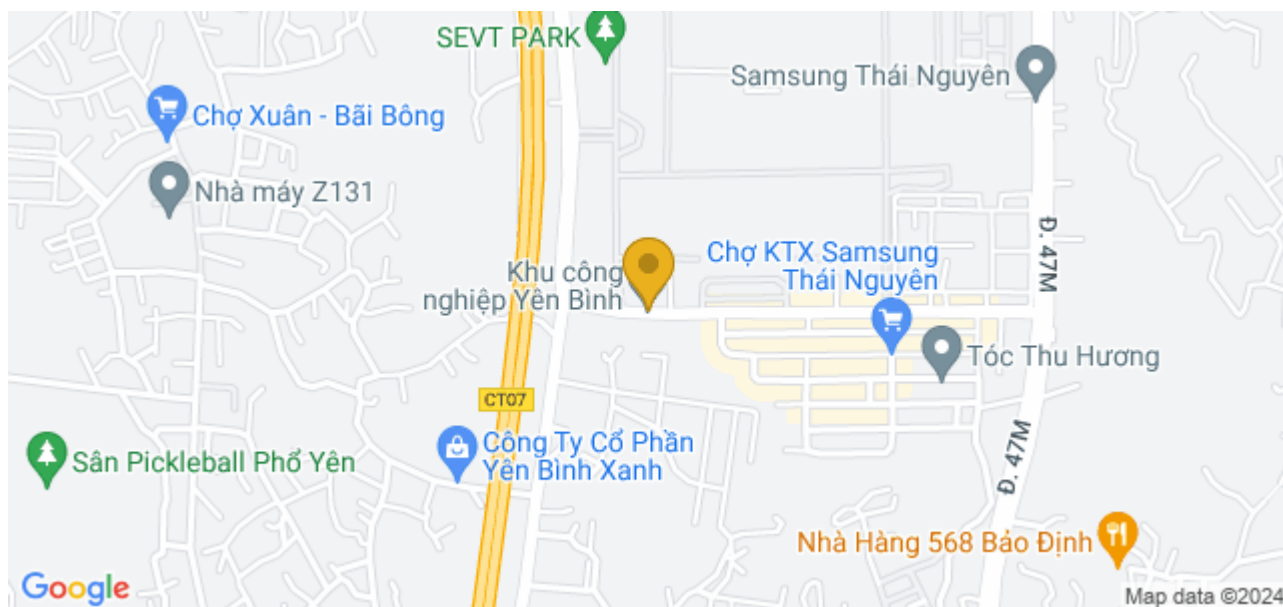 SEVT PARK
Samsung Thái Nguyên
Chợ Xuân - Bãi Bông
Nhà máy Z131
Đ. 47M
Chợ KTX Samsung
Thái Nguyên
Khu công
nghiệp Yên Bình
Tóc Thu Hương
CT07
Công Ty Cổ Phần
Yên Bình Xanh
Sân Pickleball Phổ Yên
Đ. 47M
Nhà Hàng 568 Bảo Định
Google
Map data ©2024